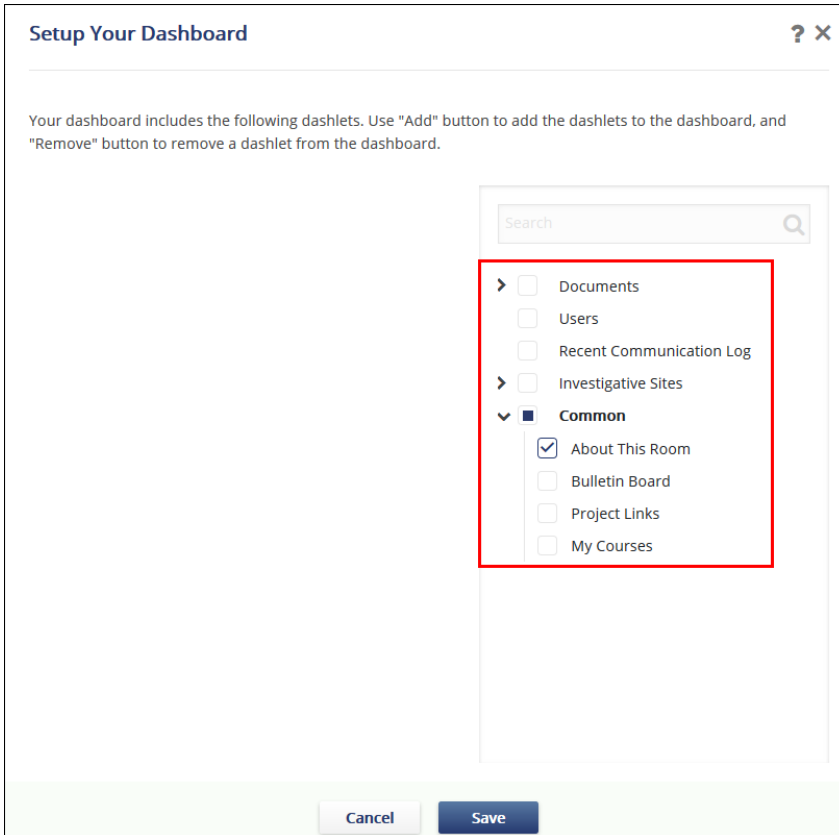 Setup Your Dashboard
?
Your dashboard includes the following dashlets. Use "Add" button to add the dashlets to the dashboard, and
"Remove" button to remove a dashlet from the dashboard.
Search
Documents
Users
Recent Communication Log
Investigative Sites
Common
About This Room
Bulletin Board
Project Links
My Courses
Cancel
Save